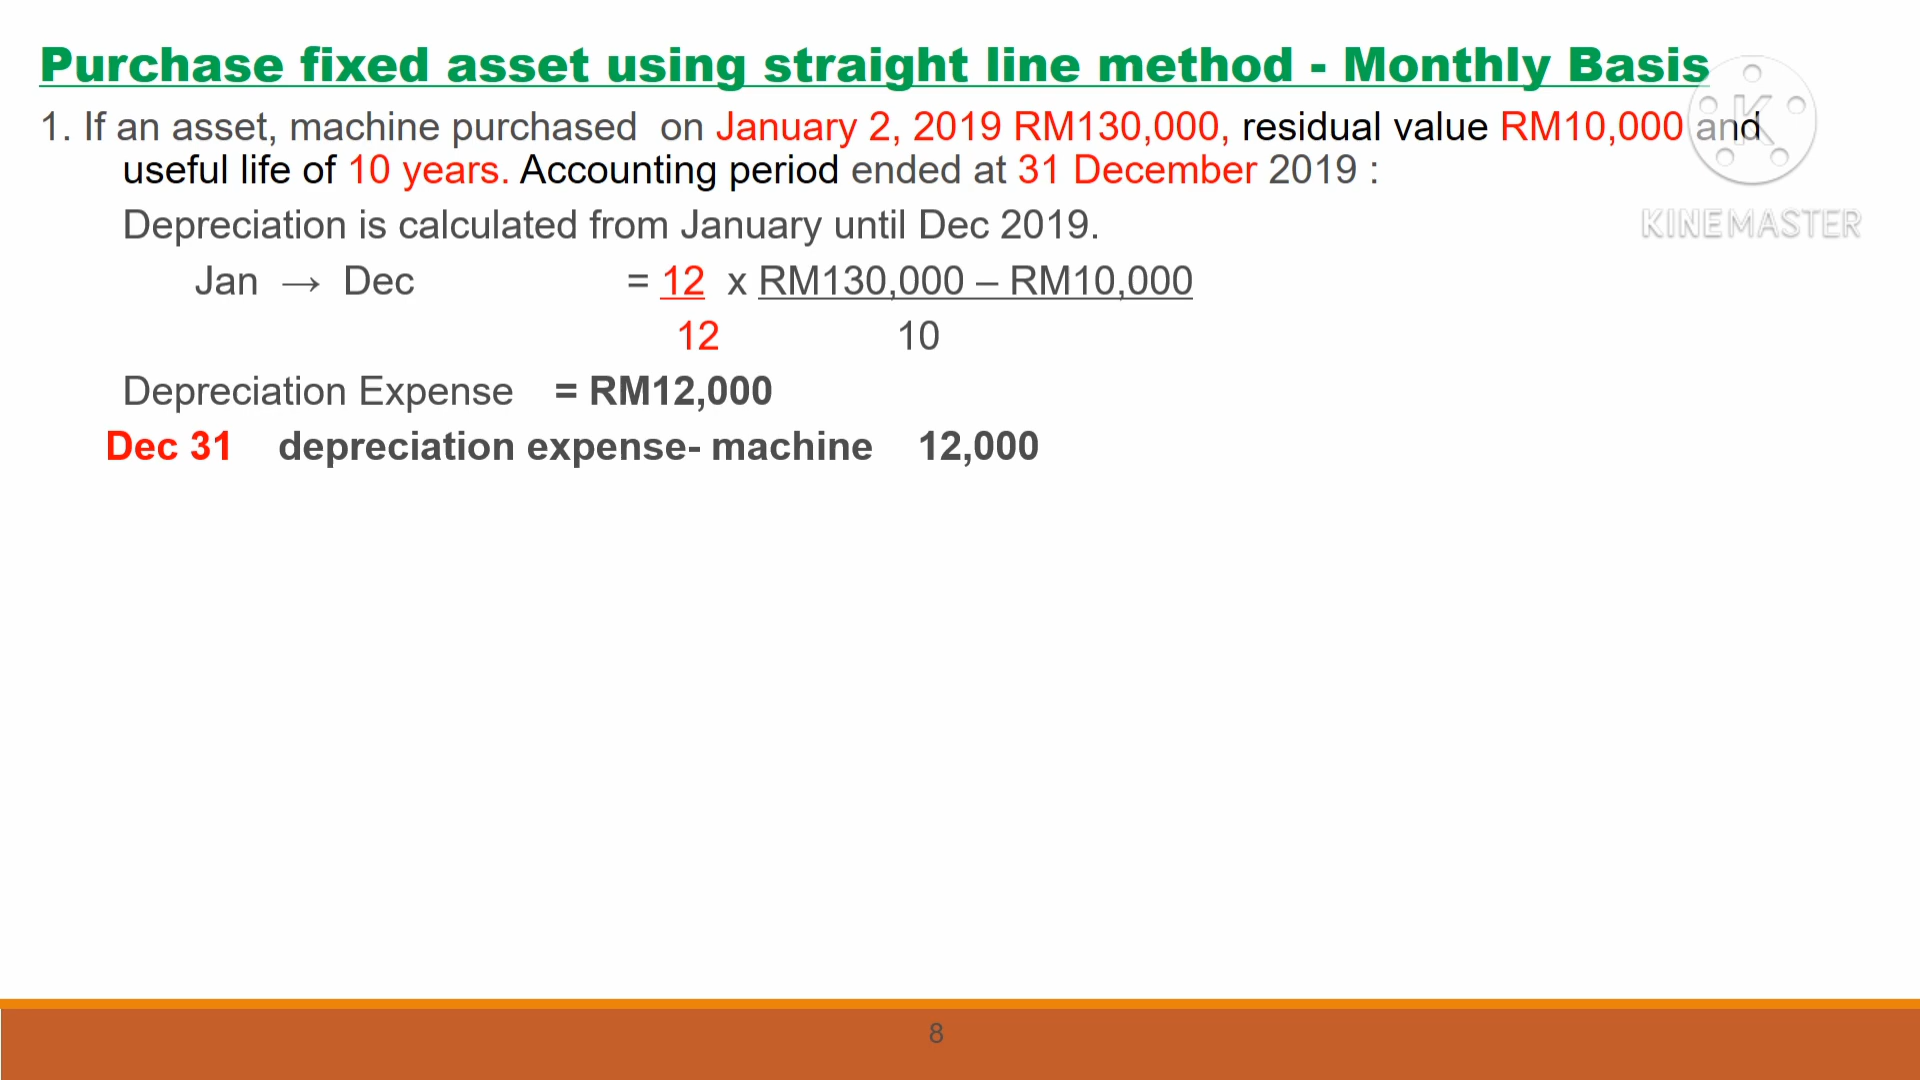 Purchase fixed asset using straight line method - Monthly Basis
1. If an asset, machine purchased on January 2, 2019 RM130,000, residual value RM10,000 and
useful life of 10 years. Accounting period ended at 31 December 2019 :
Depreciation is calculated from January until Dec 2019.
Jan → Dec = 12 x RM130,000 – RM10,000
12 10
Depreciation Expense = RM12,000
Dec 31 depreciation expense- machine 12,000
K
KINEMASTER
8